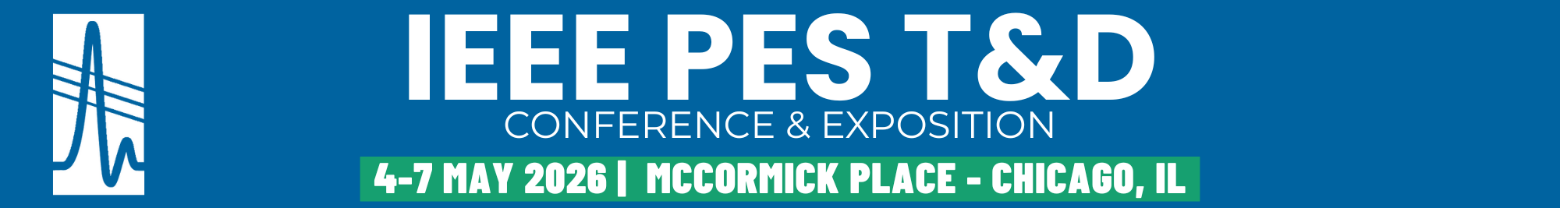 IEEE PES T&D
CONFERENCE & EXPOSITION
4-7 MAY 2026 | MCCORMICK PLACE - CHICAGO, IL